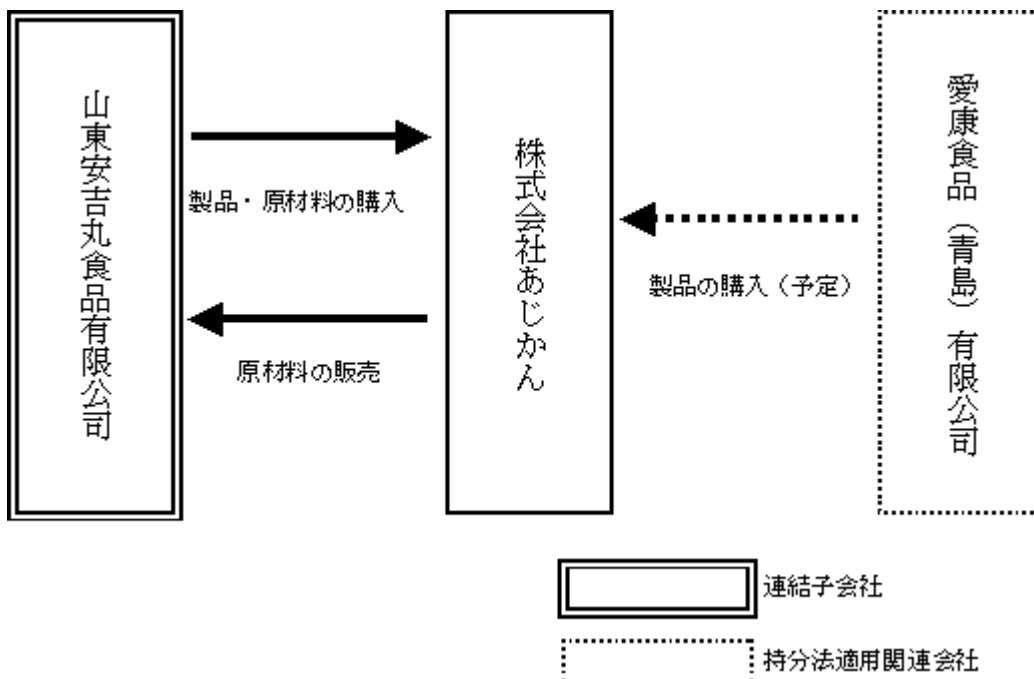 山東安吉丸食品有限公司
製品・原材料の購入
原材料の販売
株式会社あじかん
製品の購入（予定）
愛康食品（青島）有限公司
連結子会社
持分法適用関連会社